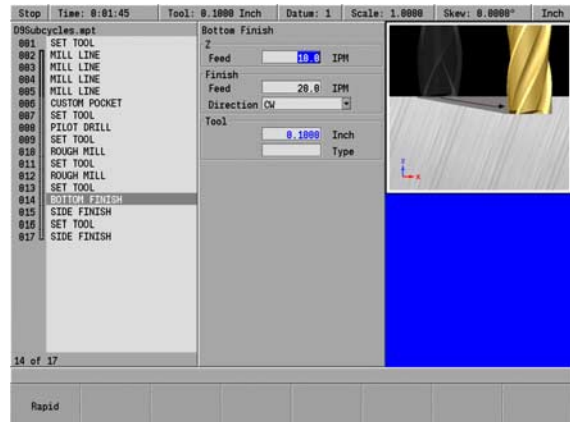 Stop Time: 0:01:45 Tool: 0.1000 Inch Datum: 1 Scale: 1.0000 Skew: 0.0000° Inch
D9Subcycles.mpt
001 SET TOOL
002 MILL LINE
003 MILL LINE
004 MILL LINE
005 MILL LINE
006 CUSTOM POCKET
007 SET TOOL
008 PILOT DRILL
009 SET TOOL
010 ROUGH MILL
011 SET TOOL
012 ROUGH MILL
013 SET TOOL
014 BOTTOM FINISH
015 SIDE FINISH
016 SET TOOL
017 SIDE FINISH
14 of 17
Bottom Finish
Z
Feed 10.0 IPM
Finish
Feed 20.0 IPM
Direction CW
Tool
0.1000 Inch
Type
Z
X
Rapid